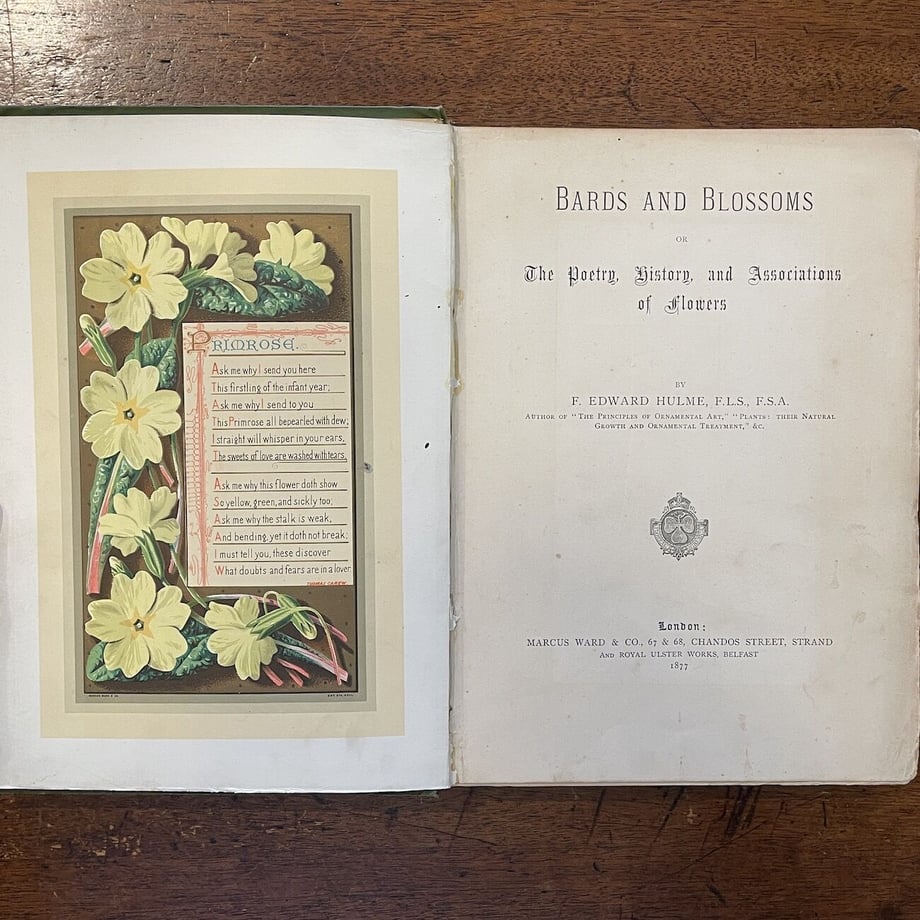 PRIMROSE.
Ask me why I send you here
This firstling of the infant year;
Ask me why I send to you
This Primrose all bepearled with dew;
I straight will whisper in your ears,
The sweets of love are washed with tears.
Ask me why this flower doth show
So yellow, green, and sickly too;
Ask me why the stalk is weak,
And bending, yet it doth not break;
I must tell you, these discover
What doubts and fears are in a lover.
THOMAS CAREW.
MARCUS WARD & CO.
BARDS AND BLOSSOMS
OR
The Poetry, History, and Associations
of Flowers
BY
F. EDWARD HULME, F.L.S., F.S.A.
AUTHOR OF "THE PRINCIPLES OF ORNAMENTAL ART," "PLANTS: THEIR NATURAL
GROWTH AND ORNAMENTAL TREATMENT," &C.
London:
MARCUS WARD & CO., 67 & 68, CHANDOS STREET, STRAND
AND ROYAL ULSTER WORKS, BELFAST
1877